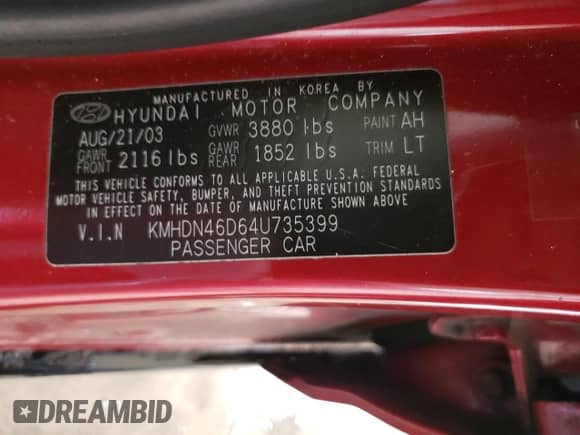 MANUFACTURED IN KOREA BY
HYUNDAI MOTOR COMPANY
AUG/21/03 GVWR 3880 lbs PAINT AH
GAWR FRONT 2116 lbs GAWR REAR 1852 lbs TRIM LT
THIS VEHICLE CONFORMS TO ALL APPLICABLE U.S.A. FEDERAL
MOTOR VEHICLE SAFETY, BUMPER, AND THEFT PREVENTION STANDARDS
IN EFFECT ON THE DATE OF MANUFACTURE SHOWN ABOVE
V.I.N KMHDN46D64U735399
PASSENGER CAR
DREAMBID